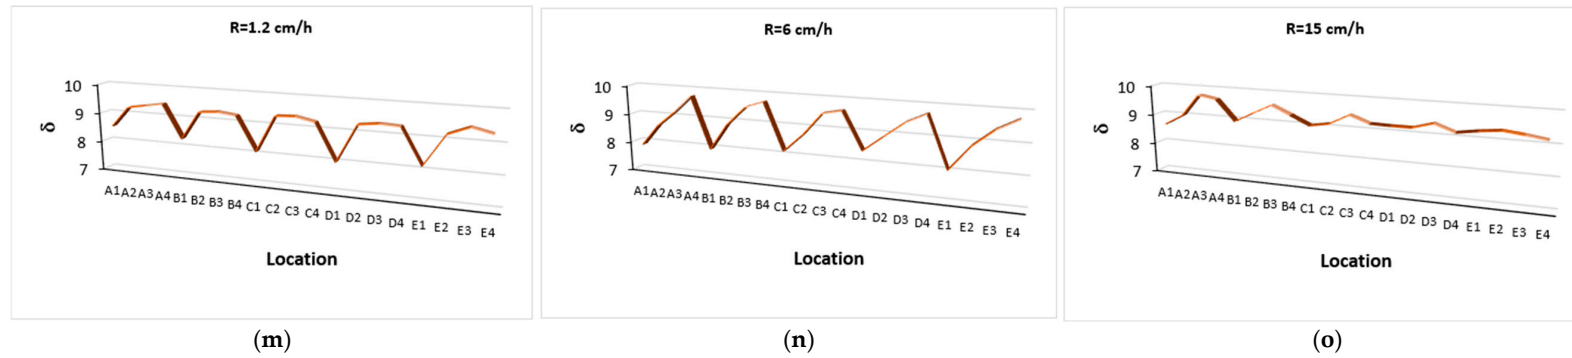 R=1.2 cm/h
10
9
8
7
δ
A1 A2 A3 A4 B1 B2 B3 B4 C1 C2 C3 C4 D1 D2 D3 D4 E1 E2 E3 E4
Location
(m)
R=6 cm/h
10
9
8
7
δ
A1 A2 A3 A4 B1 B2 B3 B4 C1 C2 C3 C4 D1 D2 D3 D4 E1 E2 E3 E4
Location
(n)
R=15 cm/h
10
9
8
7
δ
A1 A2 A3 A4 B1 B2 B3 B4 C1 C2 C3 C4 D1 D2 D3 D4 E1 E2 E3 E4
Location
(o)